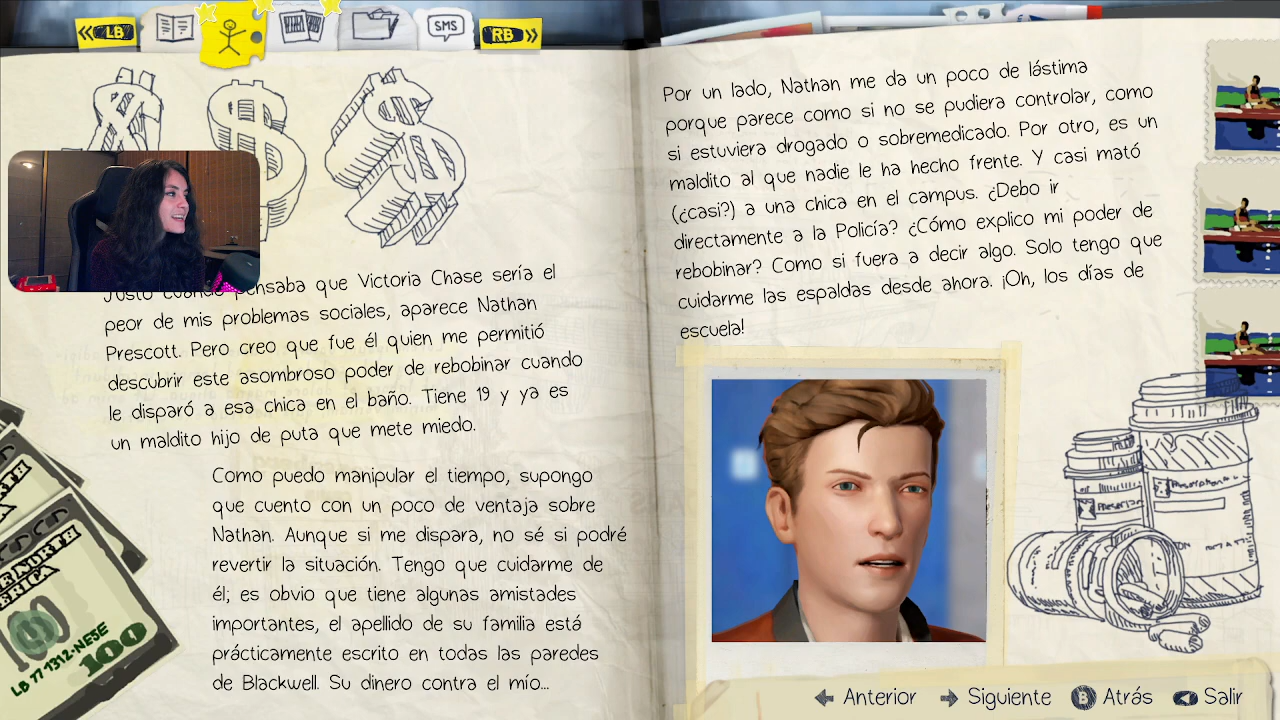 LB
SMS
RB
Justo cuando pensaba que Victoria Chase sería el
peor de mis problemas sociales, aparece Nathan
Prescott. Pero creo que fue él quien me permitió
descubrir este asombroso poder de rebobinar cuando
le disparó a esa chica en el baño. Tiene 19 y ya es
un maldito hijo de puta que mete miedo.
Como puedo manipular el tiempo, supongo
que cuento con un poco de ventaja sobre
Nathan. Aunque si me dispara, no sé si podré
revertir la situación. Tengo que cuidarme de
él; es obvio que tiene algunas amistades
importantes, el apellido de su familia está
prácticamente escrito en todas las paredes
de Blackwell. Su dinero contra el mío...
LB 77 1312-NESE
100
Por un lado, Nathan me da un poco de lástima
porque parece como si no se pudiera controlar, como
si estuviera drogado o sobremedicado. Por otro, es un
maldito al que nadie le ha hecho frente. Y casi mató
(¿casi?) a una chica en el campus. ¿Debo ir
directamente a la Policía? ¿Cómo explico mi poder de
rebobinar? Como si fuera a decir algo. Solo tengo que
cuidarme las espaldas desde ahora. ¡Oh, los días de
escuela!
Anterior Siguiente B Atrás Salir